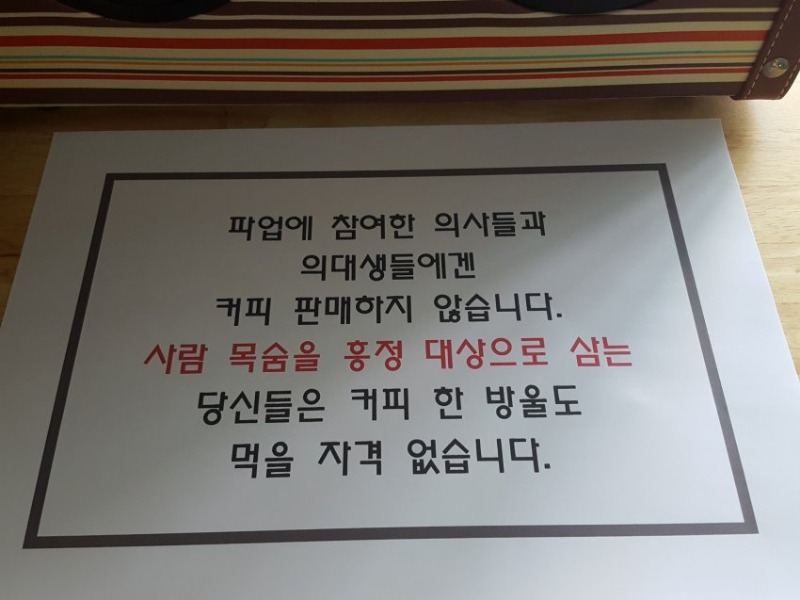 파업에 참여한 의사들과
의대생들에겐
커피 판매하지 않습니다.
사람 목숨을 흥정 대상으로 삼는
당신들은 커피 한 방울도
먹을 자격 없습니다.